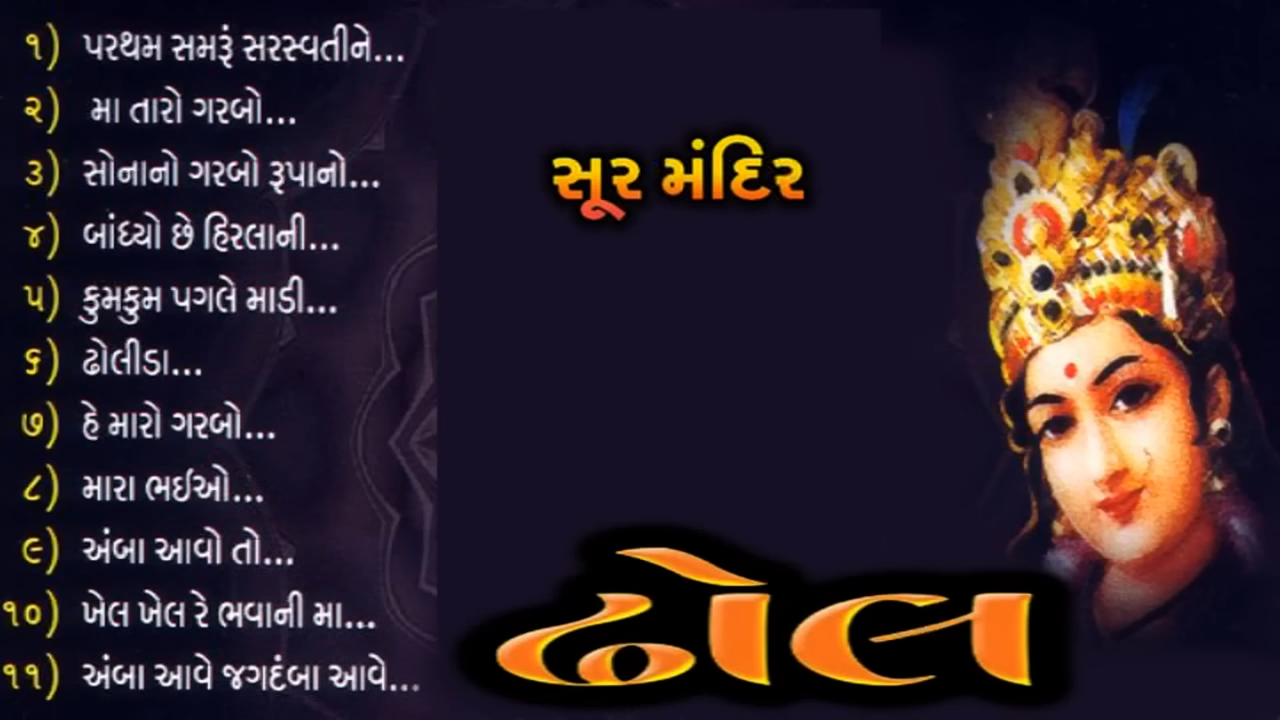 ૧) પરથમ સમરૂં સરસ્વતીને...
૨) મા તારો ગરબો...
૩) સોનાનો ગરબો રૂપાનો...
૪) બાંધ્યો છે હિરલાની...
૫) કુમકુમ પગલે માડી...
૬) ઢોલીડા...
૭) હે મારો ગરબો...
૮) મારા ભઈઓ...
૯) અંબા આવો તો...
૧૦) ખેલ ખેલ રે ભવાની મા...
૧૧) અંબા આવે જગદંબા આવે...
સૂર મંદિર
ઢોલ